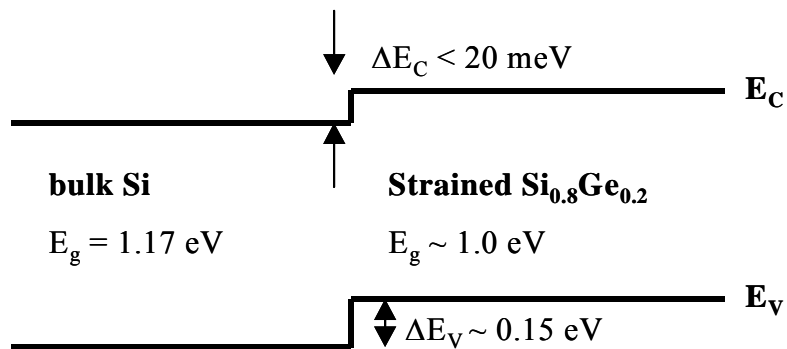 ΔE_C < 20 meV
E_C
bulk Si
Strained Si_0.8Ge_0.2
E_g = 1.17 eV
E_g ~ 1.0 eV
E_V
ΔE_V ~ 0.15 eV